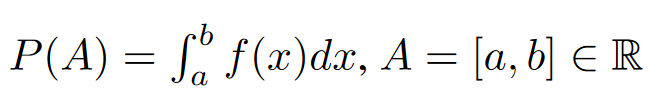 P(A) = ∫_a^b f(x)dx, A = [a, b] ∈ ℝ